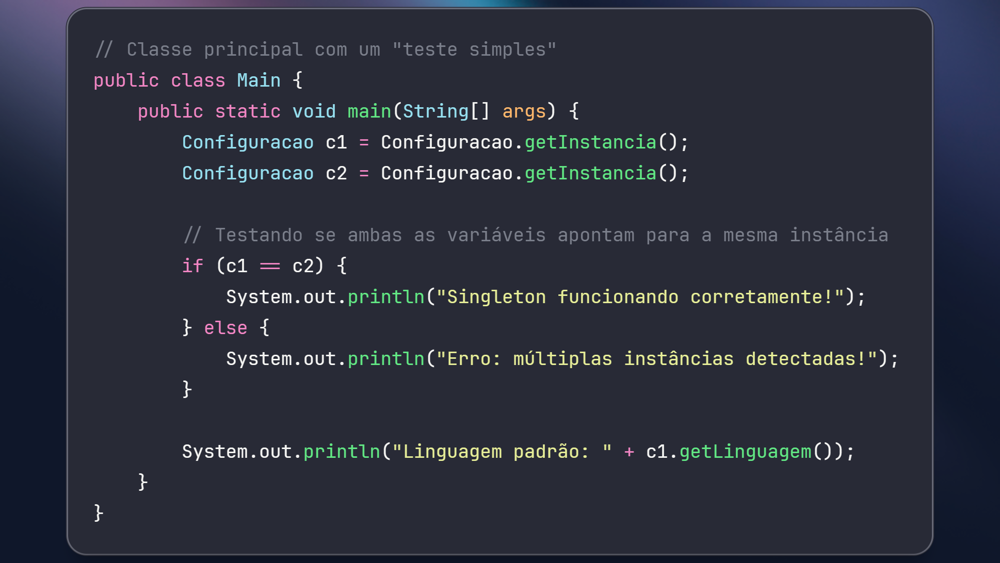 // Classe principal com um "teste simples"
public class Main {
    public static void main(String[] args) {
        Configuracao c1 = Configuracao.getInstancia();
        Configuracao c2 = Configuracao.getInstancia();

        // Testando se ambas as variáveis apontam para a mesma instância
        if (c1 == c2) {
            System.out.println("Singleton funcionando corretamente!");
        } else {
            System.out.println("Erro: múltiplas instâncias detectadas!");
        }

        System.out.println("Linguagem padrão: " + c1.getLinguagem());
    }
}